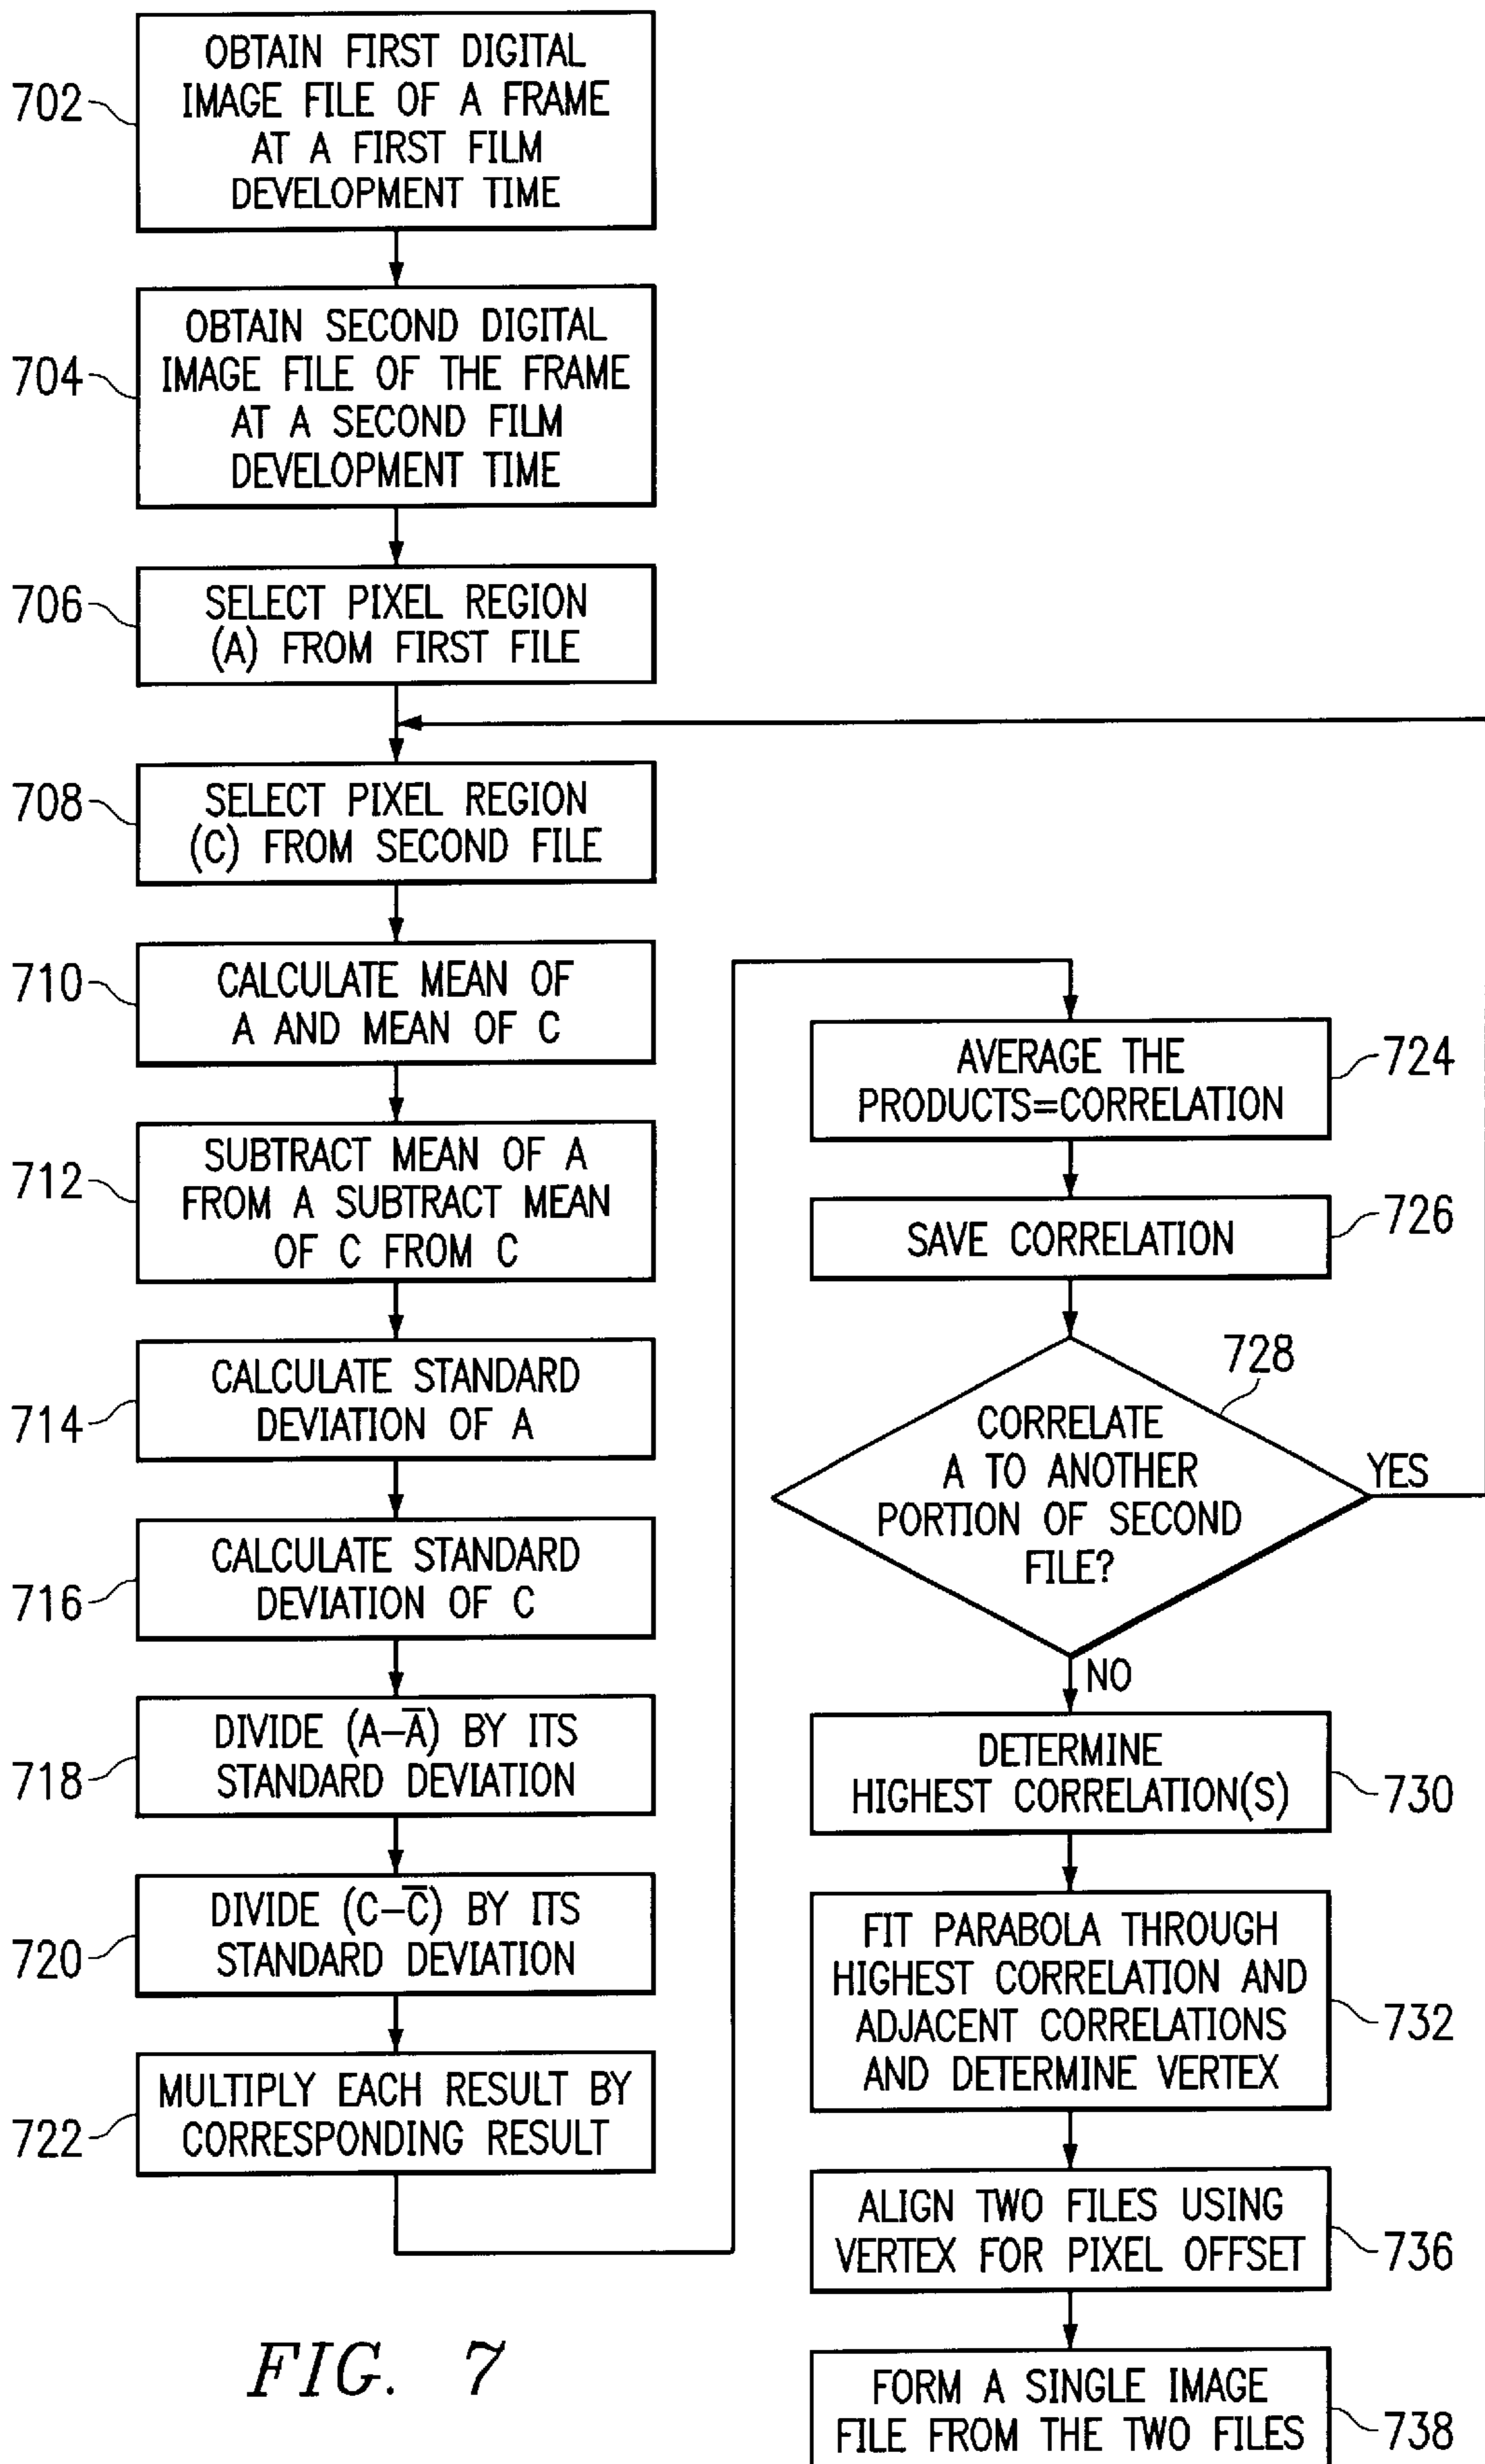 702
OBTAIN FIRST DIGITAL
IMAGE FILE OF A FRAME
AT A FIRST FILM
DEVELOPMENT TIME
704
OBTAIN SECOND DIGITAL
IMAGE FILE OF THE FRAME
AT A SECOND FILM
DEVELOPMENT TIME
706
SELECT PIXEL REGION
(A) FROM FIRST FILE
708
SELECT PIXEL REGION
(C) FROM SECOND FILE
710
CALCULATE MEAN OF
A AND MEAN OF C
712
SUBTRACT MEAN OF A
FROM A SUBTRACT MEAN
OF C FROM C
714
CALCULATE STANDARD
DEVIATION OF A
716
CALCULATE STANDARD
DEVIATION OF C
718
DIVIDE (A-A̅) BY ITS
STANDARD DEVIATION
720
DIVIDE (C-C̅) BY ITS
STANDARD DEVIATION
722
MULTIPLY EACH RESULT BY
CORRESPONDING RESULT
724
AVERAGE THE
PRODUCTS=CORRELATION
726
SAVE CORRELATION
728
CORRELATE
A TO ANOTHER
PORTION OF SECOND
FILE?
YES
NO
730
DETERMINE
HIGHEST CORRELATION(S)
732
FIT PARABOLA THROUGH
HIGHEST CORRELATION AND
ADJACENT CORRELATIONS
AND DETERMINE VERTEX
736
ALIGN TWO FILES USING
VERTEX FOR PIXEL OFFSET
738
FORM A SINGLE IMAGE
FILE FROM THE TWO FILES
FIG. 7